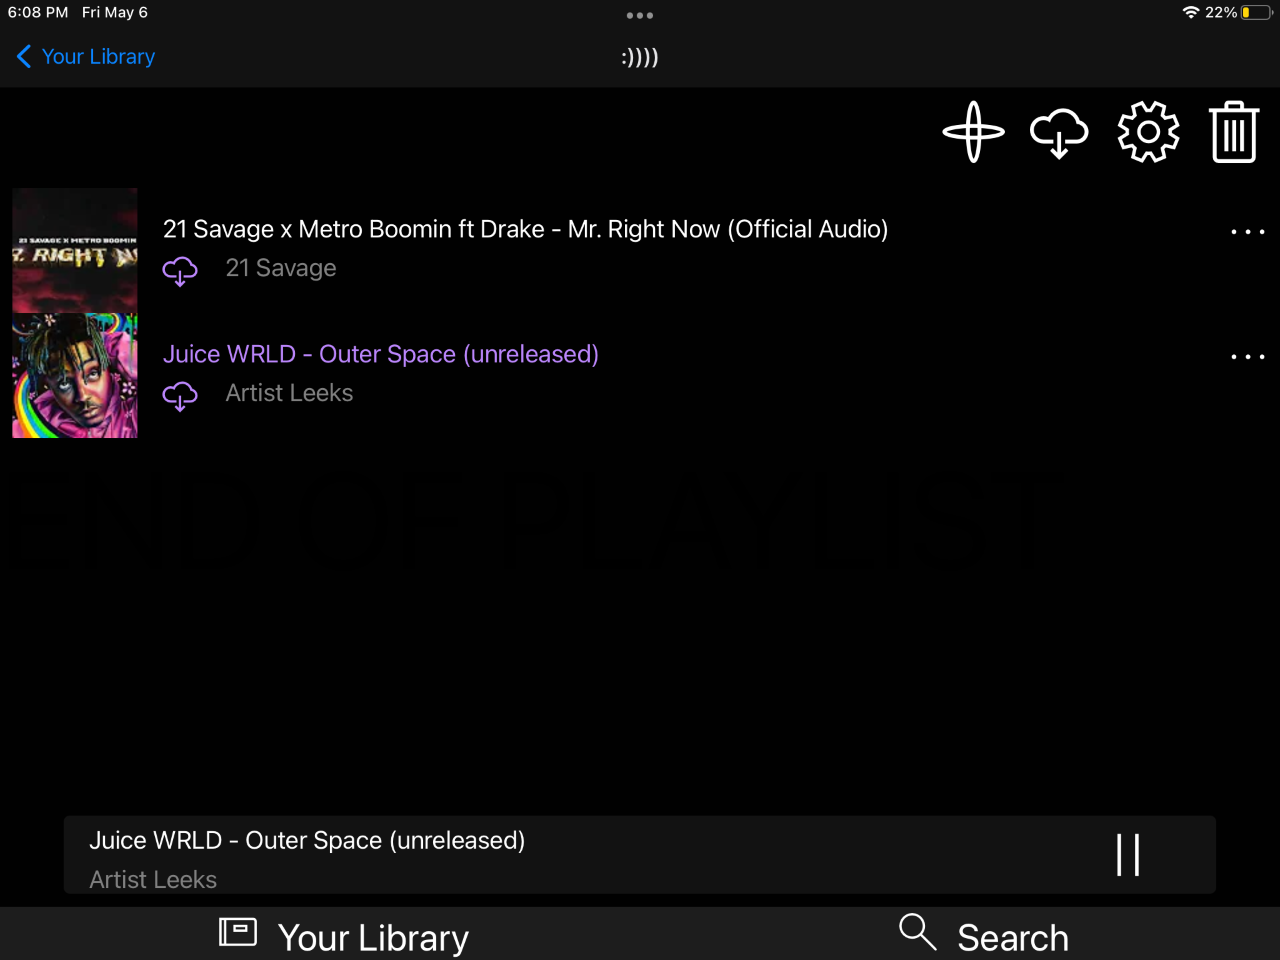 6:08 PM Fri May 6
22%
Your Library
:))))
21 SAVAGE X METRO BOOMIN
RIGHT
21 Savage x Metro Boomin ft Drake - Mr. Right Now (Official Audio)
21 Savage
Juice WRLD - Outer Space (unreleased)
Artist Leeks
END OF PLAYLIST
Juice WRLD - Outer Space (unreleased)
Artist Leeks
Your Library
Search